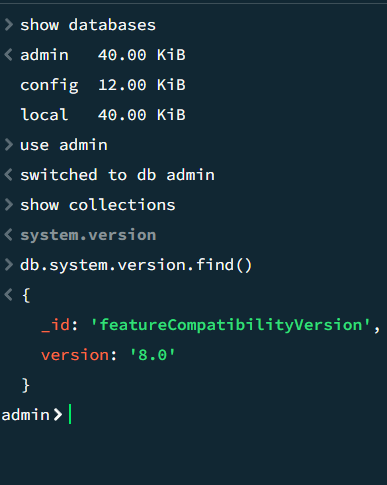 > show databases
< admin   40.00 KiB
config  12.00 KiB
local   40.00 KiB
> use admin
< switched to db admin
> show collections
< system.version
> db.system.version.find()
< {
_id: 'featureCompatibilityVersion',
version: '8.0'
}
admin>